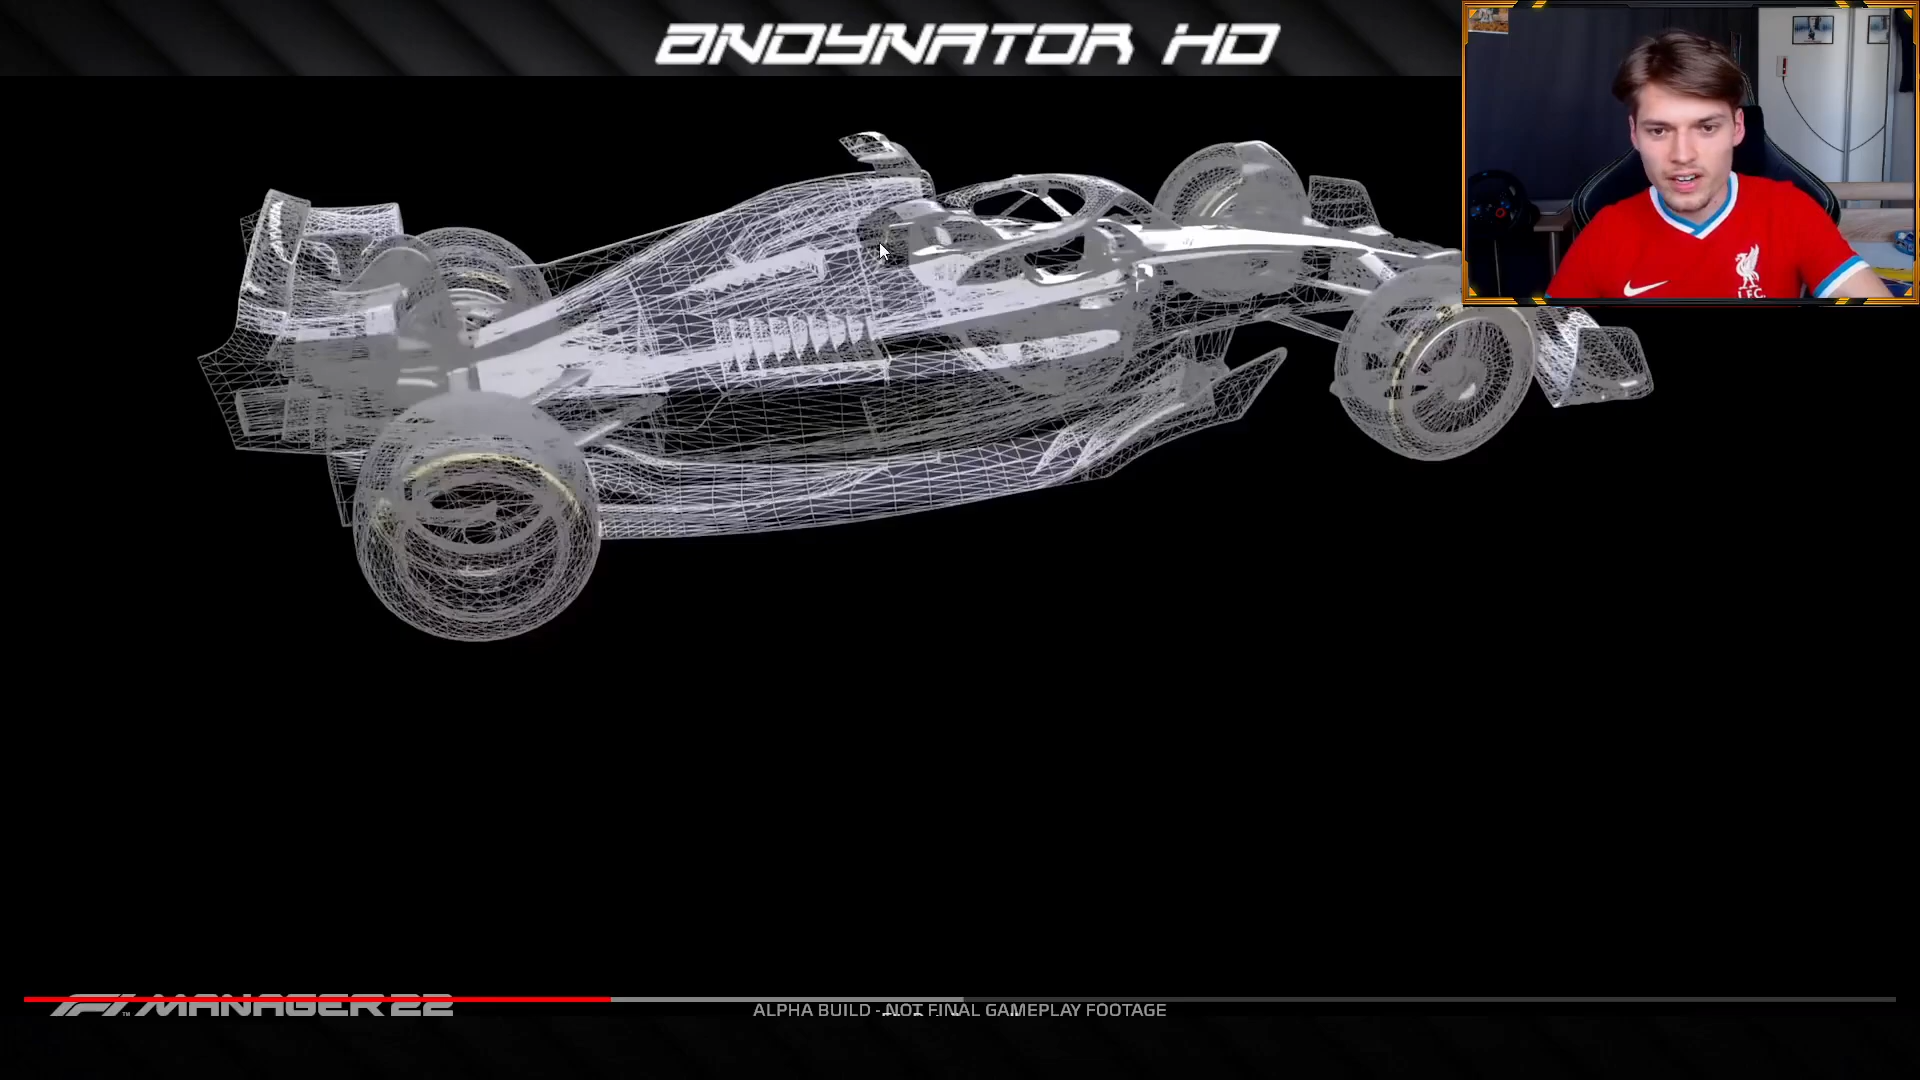 ANDYNATOR HD
L.F.C.
F1 MANAGER 22
ALPHA BUILD - NOT FINAL GAMEPLAY FOOTAGE